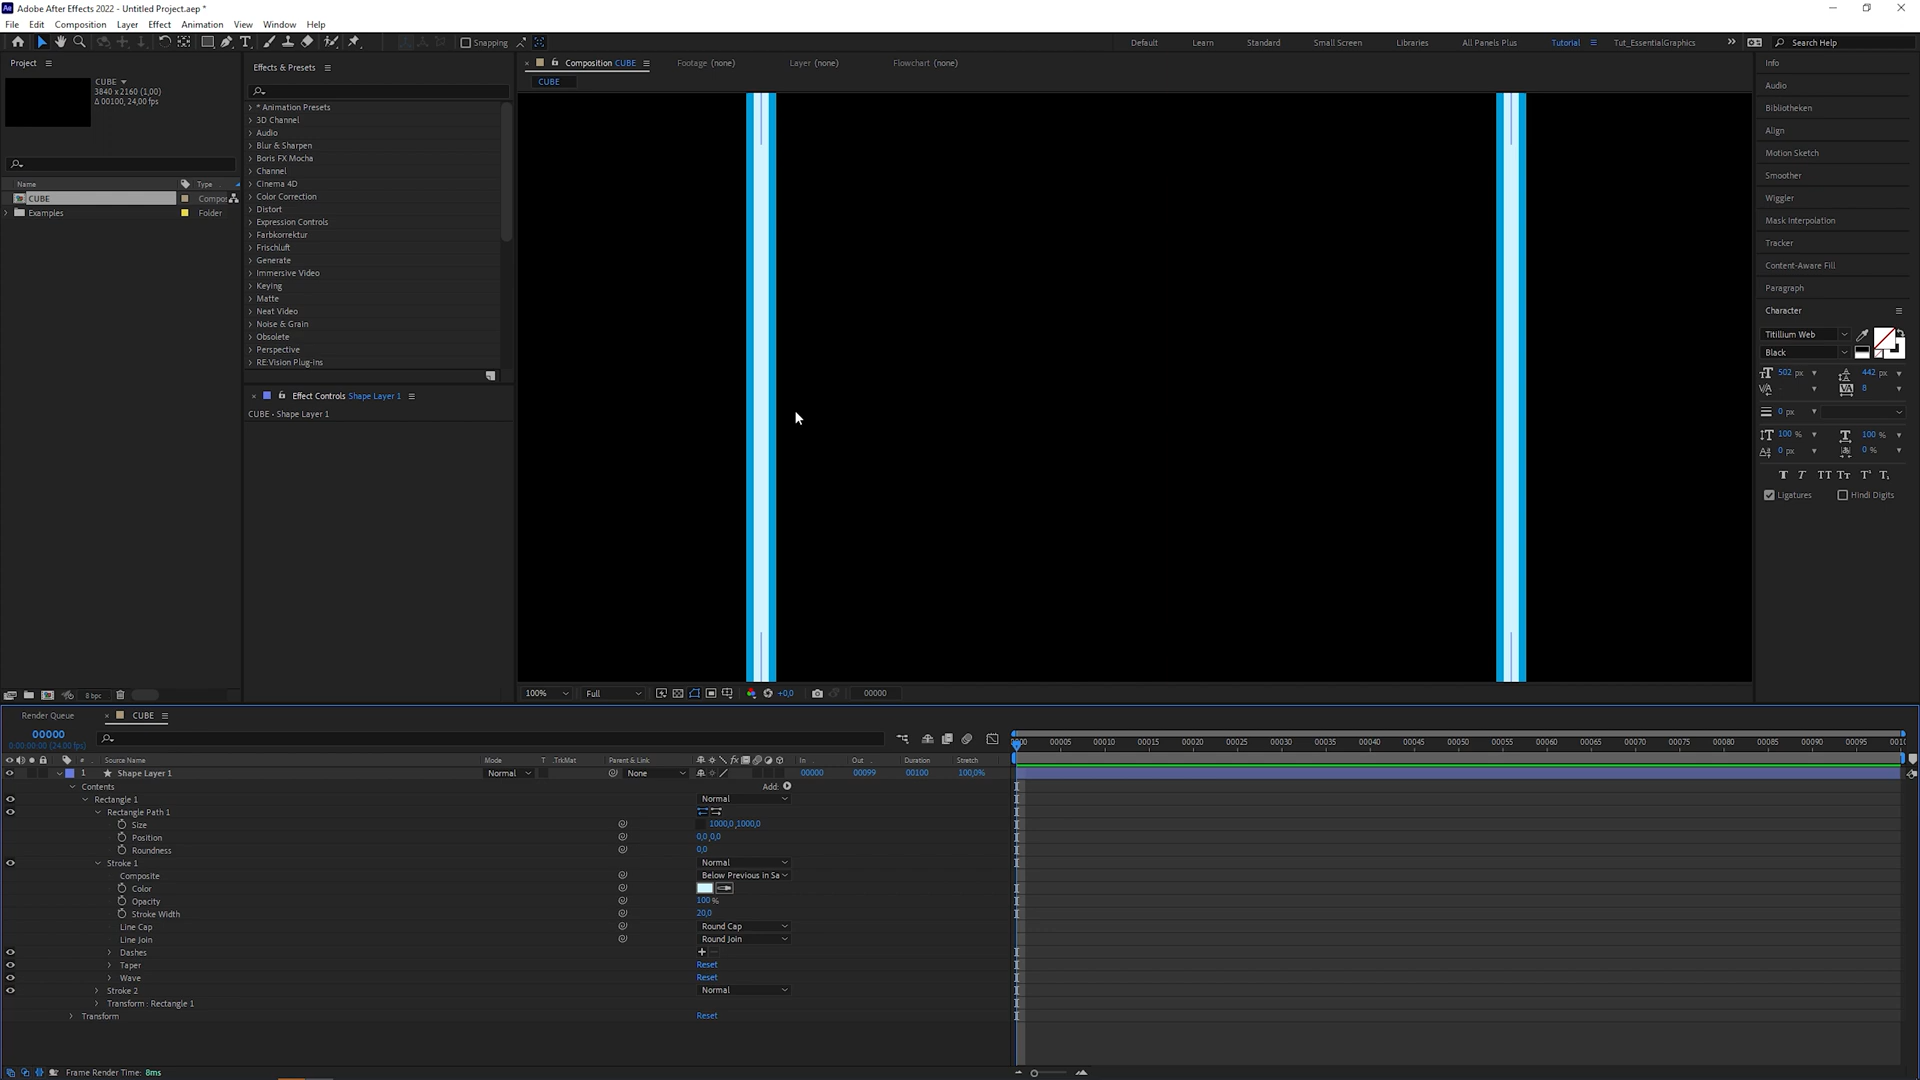 Adobe After Effects 2022 - Untitled Project.aep *
File Edit Composition Layer Effect Animation View Window Help
Snapping
Default Learn Standard Small Screen Libraries All Panels Plus Tutorial Tut_EssentialGraphics Search Help
Project
CUBE
3840 x 2160 (1,00)
Δ 00100, 24,00 fps
Name Type
CUBE Compos
Examples Folder
8 bpc
Effects & Presets
* Animation Presets
3D Channel
Audio
Blur & Sharpen
Boris FX Mocha
Channel
Cinema 4D
Color Correction
Distort
Expression Controls
Farbkorrektur
Frischluft
Generate
Immersive Video
Keying
Matte
Neat Video
Noise & Grain
Obsolete
Perspective
RE:Vision Plug-ins
Effect Controls Shape Layer 1
CUBE • Shape Layer 1
Composition CUBE Footage (none) Layer (none) Flowchart (none)
CUBE
100% Full +0,0 00000
Info
Audio
Bibliotheken
Align
Motion Sketch
Smoother
Wiggler
Mask Interpolation
Tracker
Content-Aware Fill
Paragraph
Character
Titillium Web
Black
502 px 442 px
8
0 px
100 % 100 %
0 px 0 %
Ligatures Hindi Digits
Render Queue CUBE
00000
0:00:00:00 (24.00 fps)
# Source Name Mode T .TrkMat Parent & Link fx In Out Duration Stretch
1 Shape Layer 1 Normal None 00000 00099 00100 100,0%
Contents Add:
Rectangle 1 Normal
Rectangle Path 1
Size 1000,0,1000,0
Position 0,0,0,0
Roundness 0,0
Stroke 1 Normal
Composite Below Previous in Sa
Color
Opacity 100 %
Stroke Width 20,0
Line Cap Round Cap
Line Join Round Join
Dashes
Taper Reset
Wave Reset
Stroke 2 Normal
Transform : Rectangle 1
Transform Reset
00005 00010 00015 00020 00025 00030 00035 00040 00045 00050 00055 00060 00065 00070 00075 00080 00085 00090 00095
Frame Render Time: 8ms